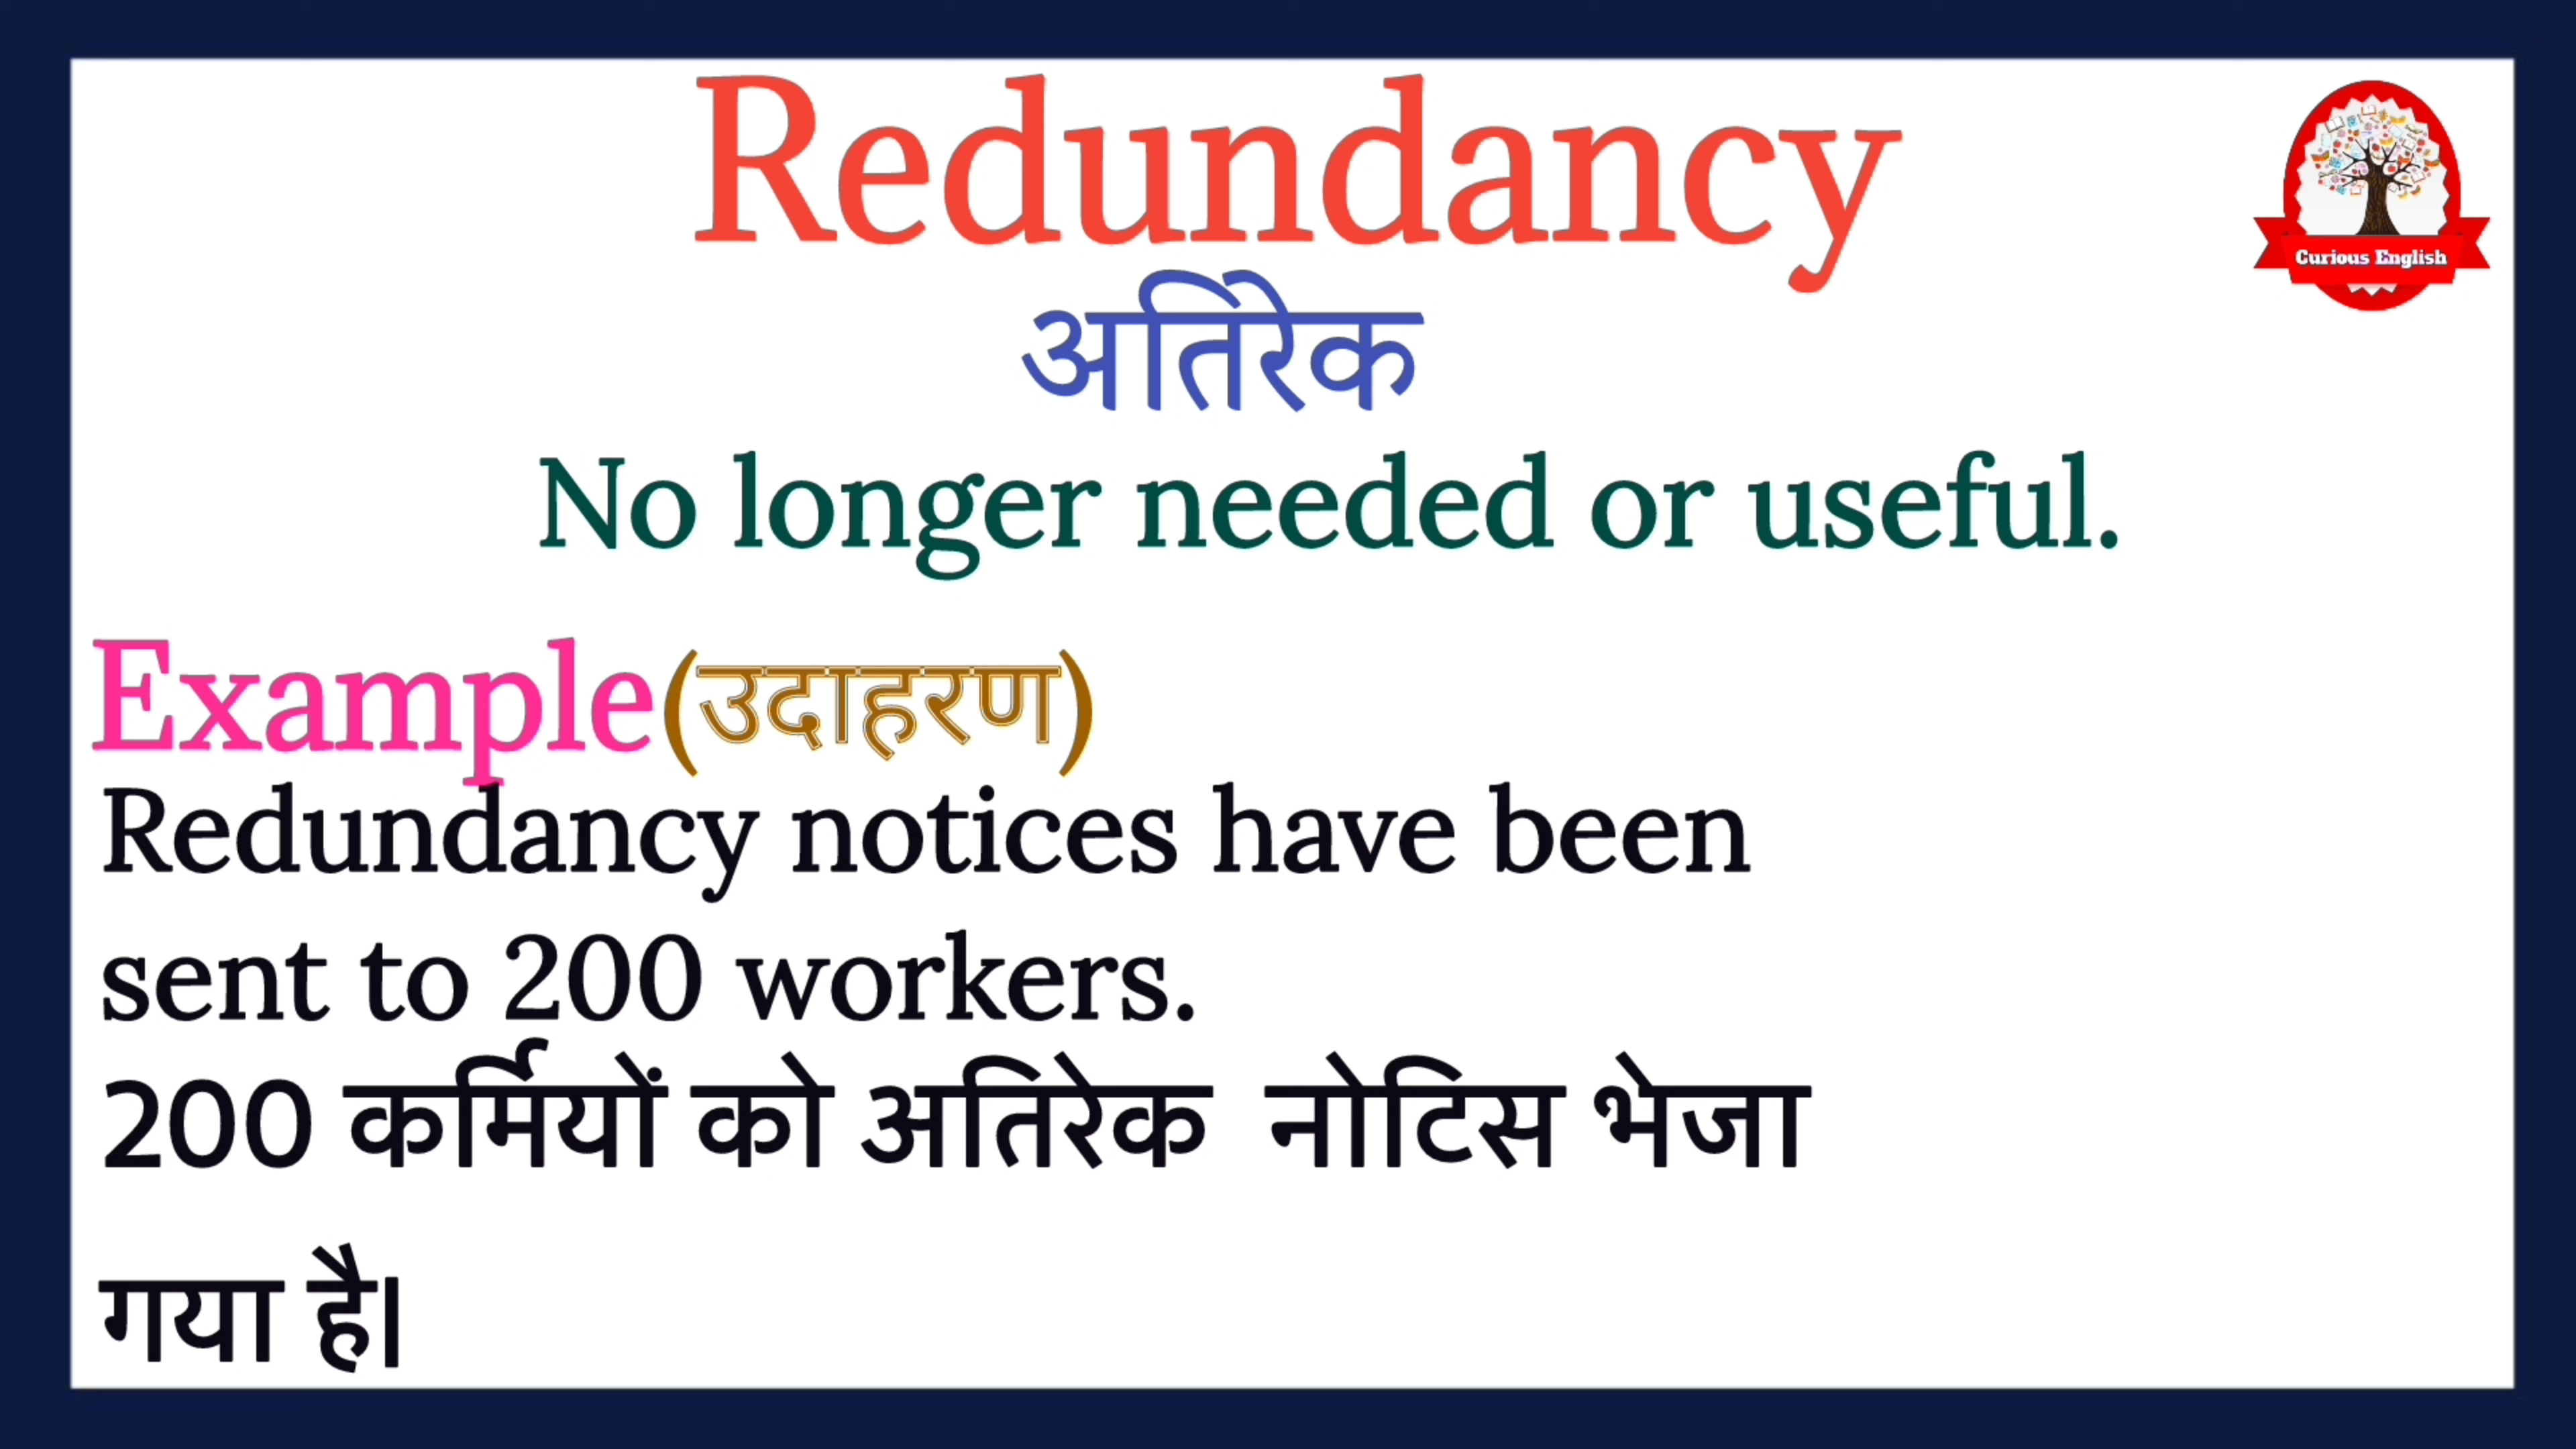 Redundancy
Curious English
अतिरेक
No longer needed or useful.
Example(उदाहरण)
Redundancy notices have been
sent to 200 workers.
200 कर्मियों को अतिरेक नोटिस भेजा
गया है।